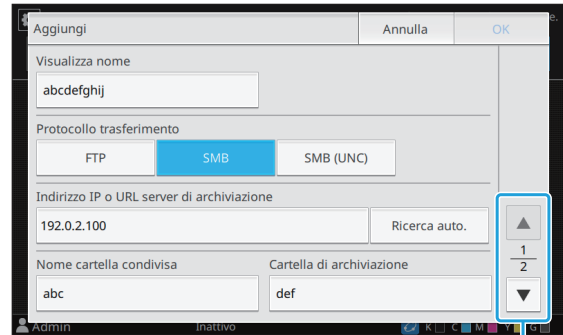 Aggiungi Annulla OK
e.
Visualizza nome
abcdefghij
Protocollo trasferimento
FTP SMB SMB (UNC)
Indirizzo IP o URL server di archiviazione
192.0.2.100 Ricerca auto.
1
2
Nome cartella condivisa Cartella di archiviazione
abc def
Admin Inattivo K C M Y G